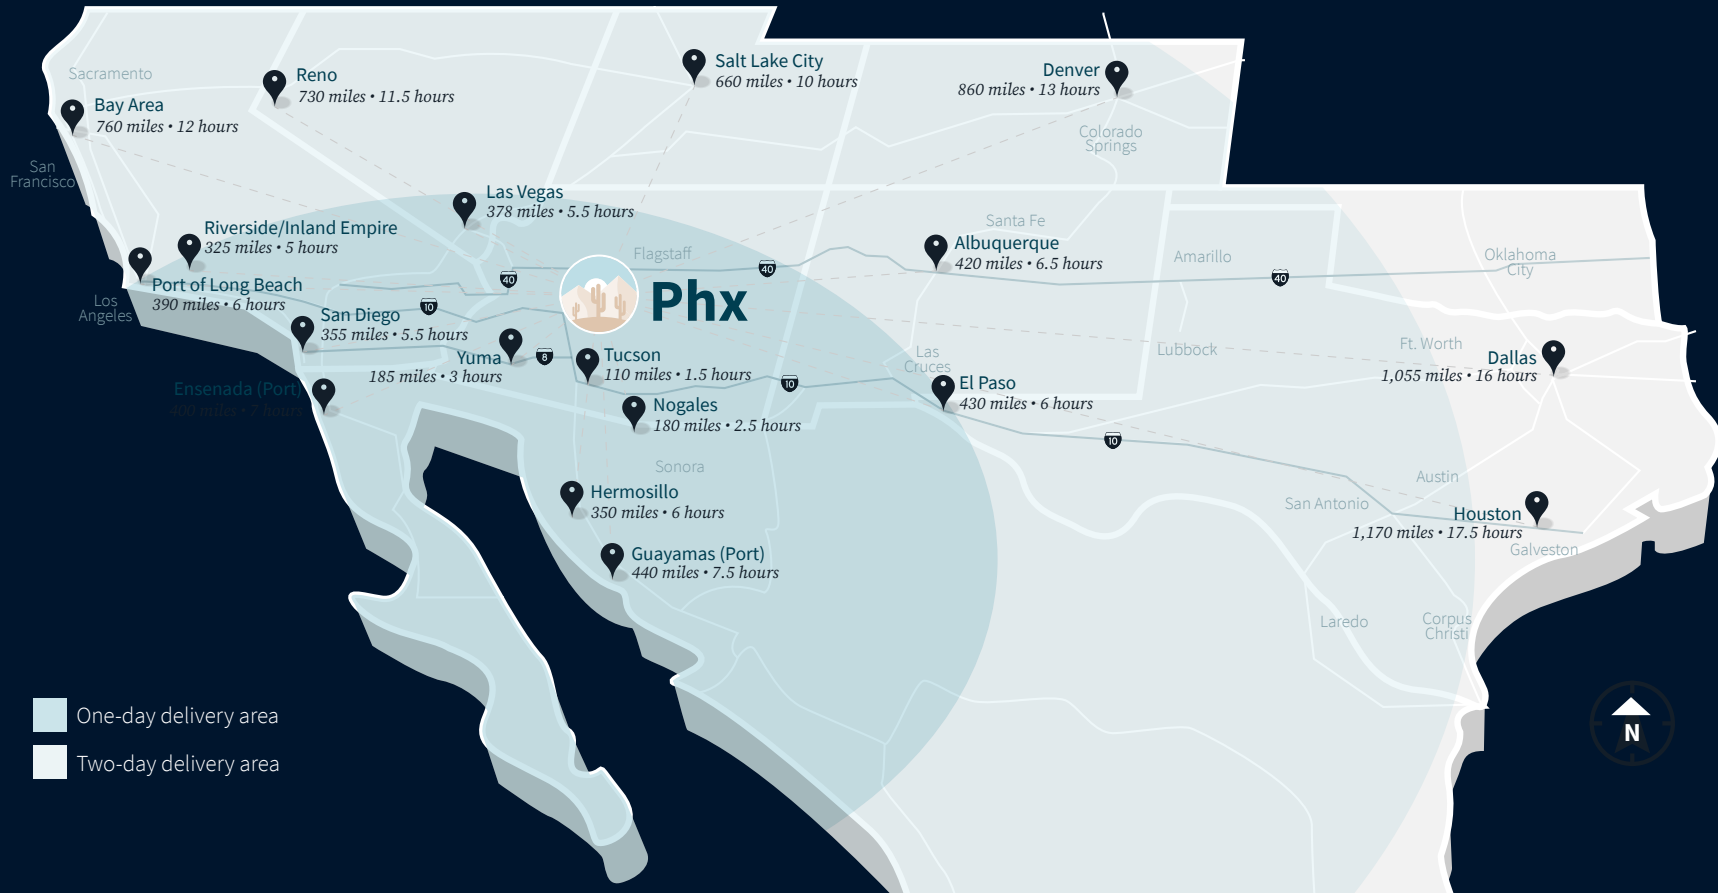 Sacramento
Reno
730 miles • 11.5 hours
Bay Area
760 miles • 12 hours
Salt Lake City
660 miles • 10 hours
Denver
860 miles • 13 hours
Colorado
Springs
San
Francisco
Las Vegas
378 miles • 5.5 hours
Riverside/Inland Empire
325 miles • 5 hours
Port of Long Beach
390 miles • 6 hours
Los
Angeles
Flagstaff
Santa Fe
Albuquerque
420 miles • 6.5 hours
Amarillo
Oklahoma
City
40
40
40
10
Phx
San Diego
355 miles • 5.5 hours
Yuma
185 miles • 3 hours
8
Tucson
110 miles • 1.5 hours
10
Las
Cruces
Lubbock
Ft. Worth
Dallas
1,055 miles • 16 hours
Ensenada (Port)
400 miles • 7 hours
Nogales
180 miles • 2.5 hours
El Paso
430 miles • 6 hours
10
Sonora
Hermosillo
350 miles • 6 hours
Austin
San Antonio
Houston
1,170 miles • 17.5 hours
Galveston
Guayamas (Port)
440 miles • 7.5 hours
Laredo
Corpus
Christi
One-day delivery area
Two-day delivery area
N